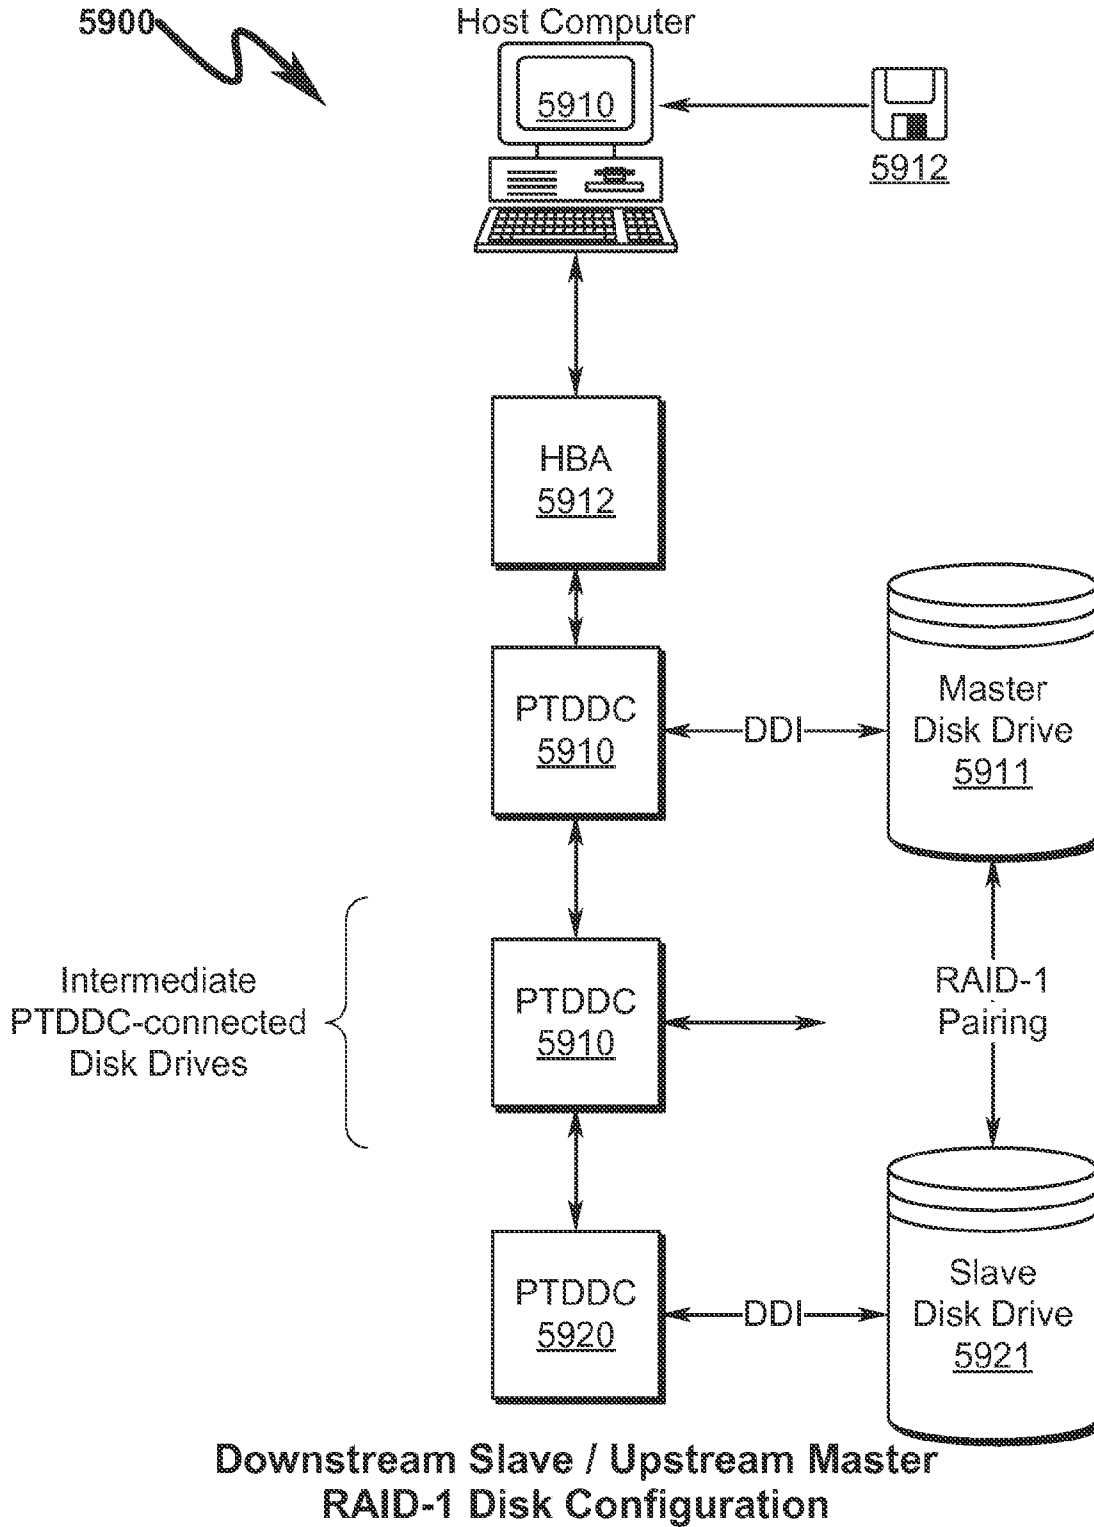 5900
Host Computer
5910
5912
HBA
5912
PTDDC
5910
DDI
Master
Disk Drive
5911
Intermediate
PTDDC-connected
Disk Drives
PTDDC
5910
RAID-1
Pairing
PTDDC
5920
DDI
Slave
Disk Drive
5921
Downstream Slave / Upstream Master
RAID-1 Disk Configuration